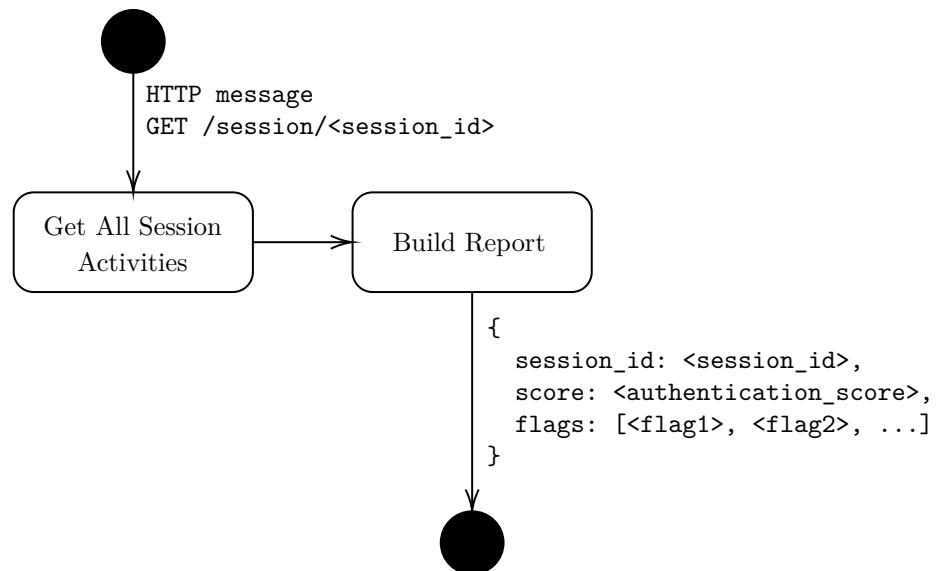 HTTP message
GET /session/<session_id>
Get All Session
Activities
Build Report
{
session_id: <session_id>,
score: <authentication_score>,
flags: [<flag1>, <flag2>, ...]
}